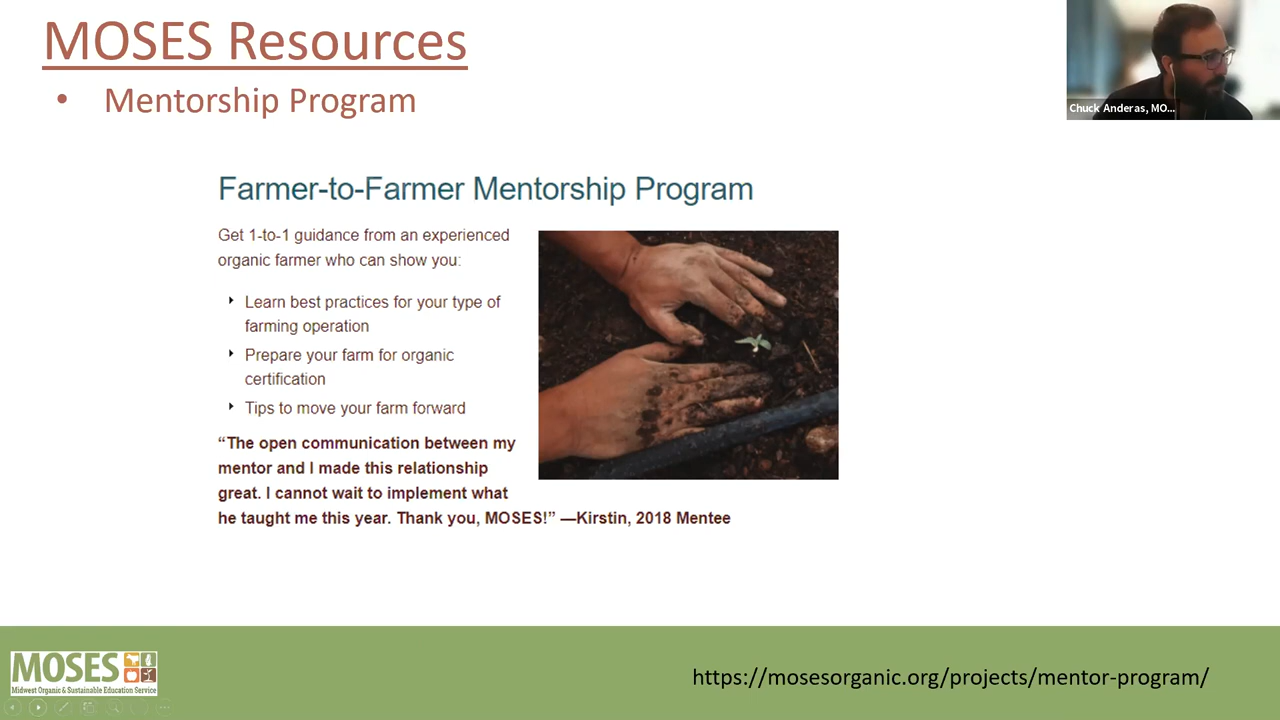 MOSES Resources
• Mentorship Program
Chuck Anderas, MO...
Farmer-to-Farmer Mentorship Program
Get 1-to-1 guidance from an experienced
organic farmer who can show you:
Learn best practices for your type of
farming operation
Prepare your farm for organic
certification
Tips to move your farm forward
“The open communication between my
mentor and I made this relationship
great. I cannot wait to implement what
he taught me this year. Thank you, MOSES!” —Kirstin, 2018 Mentee
MOSES
Midwest Organic & Sustainable Education Service
https://mosesorganic.org/projects/mentor-program/